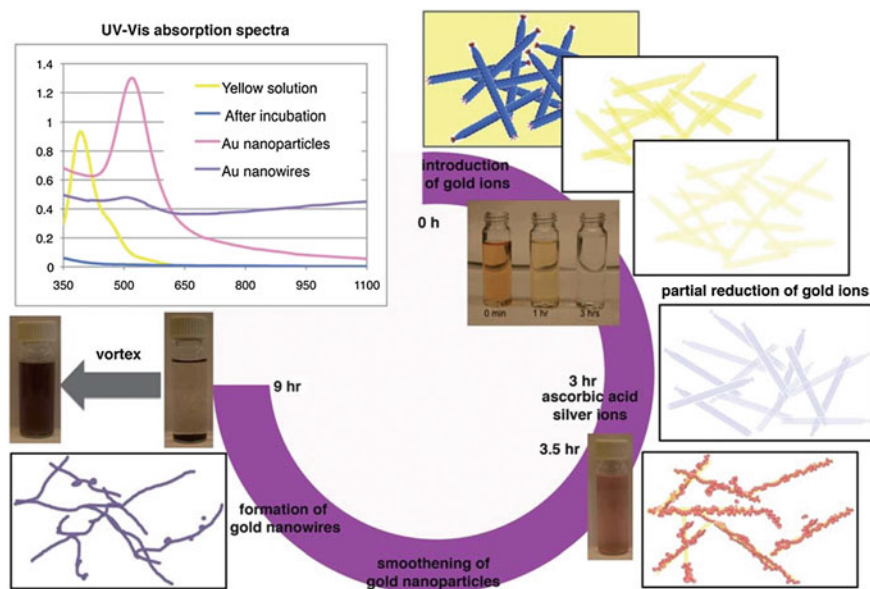 UV-Vis absorption spectra
1.4
1.2
1
0.8
0.6
0.4
0.2
0
350
500
650
800
950
1100
Yellow solution
After incubation
Au nanoparticles
Au nanowires
introduction
of gold ions
0 h
0 min
1 hr
3 hrs
partial reduction of gold ions
3 hr
ascorbic acid
silver ions
3.5 hr
smoothening of
gold nanoparticles
formation of
gold nanowires
9 hr
vortex